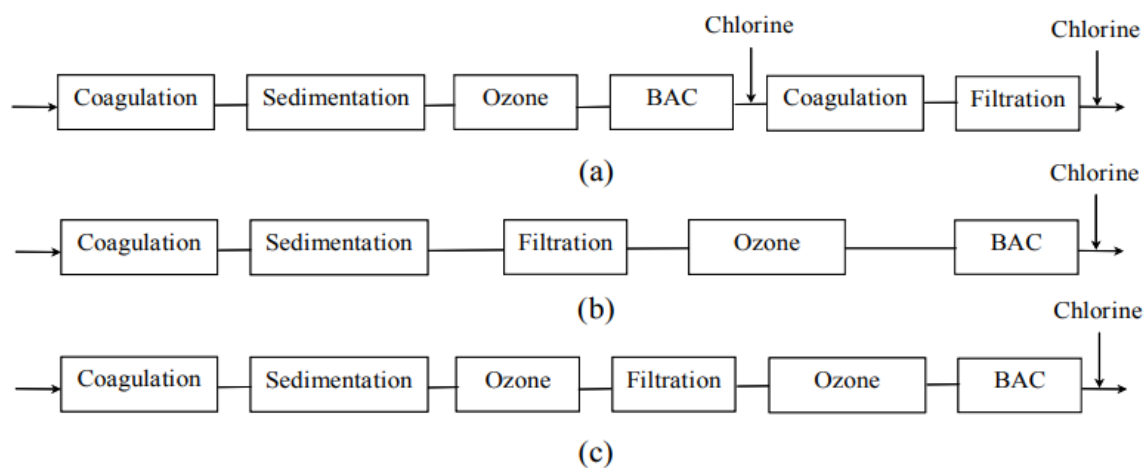 Chlorine Chlorine
Coagulation Sedimentation Ozone BAC Coagulation Filtration
(a)
Chlorine
Coagulation Sedimentation Filtration Ozone BAC
(b)
Chlorine
Coagulation Sedimentation Ozone Filtration Ozone BAC
(c)